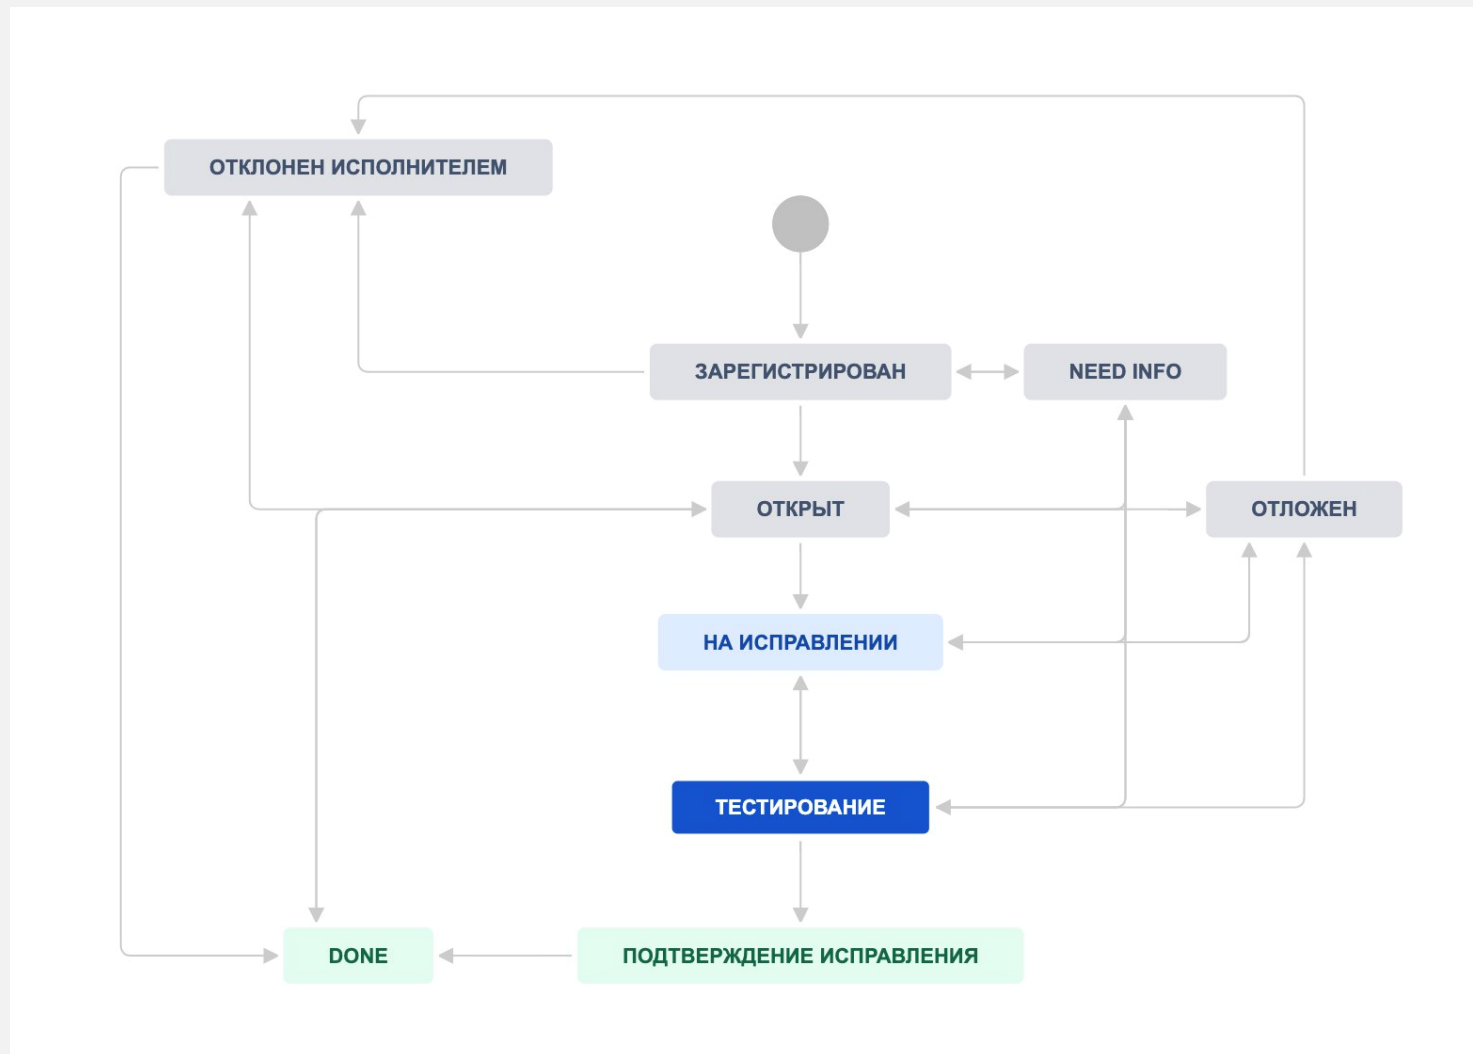 ОТКЛОНЕН ИСПОЛНИТЕЛЕМ
ЗАРЕГИСТРИРОВАН
NEED INFO
ОТКРЫТ
ОТЛОЖЕН
НА ИСПРАВЛЕНИИ
ТЕСТИРОВАНИЕ
DONE
ПОДТВЕРЖДЕНИЕ ИСПРАВЛЕНИЯ